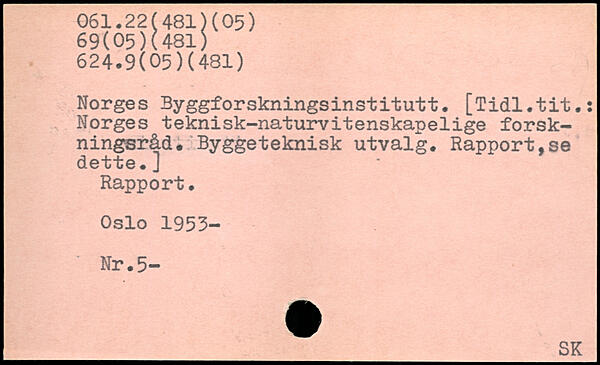 061.22(481)(05)
69(05)(481)
624.9(05)(481)
Norges Byggforskningsinstitutt. [Tidl.tit.:
Norges teknisk-naturvitenskapelige forsk-
ningsråd. Byggeteknisk utvalg. Rapport,se
dette.]
Rapport.
Oslo 1953-
Nr.5-
SK